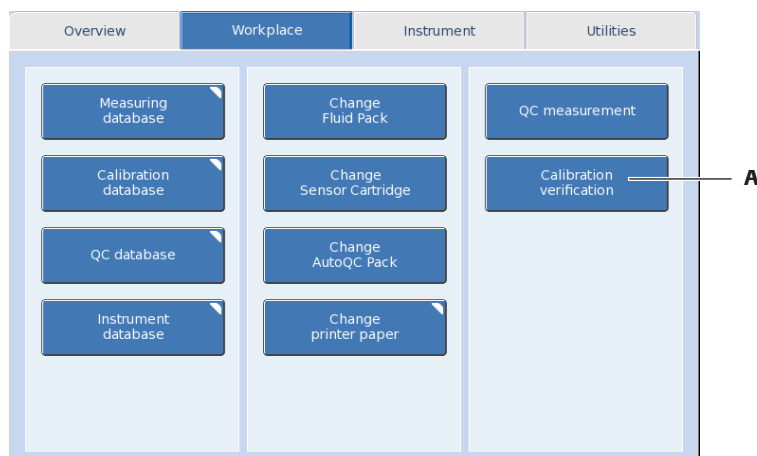 Overview
Workplace
Instrument
Utilities
Measuring
database
Calibration
database
QC database
Instrument
database
Change
Fluid Pack
Change
Sensor Cartridge
Change
AutoQC Pack
Change
printer paper
QC measurement
Calibration
verification
A